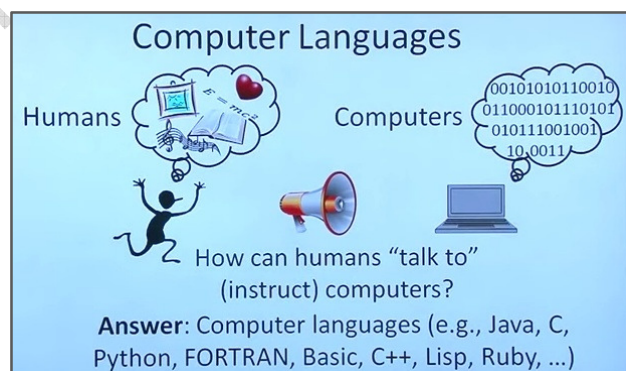 Computer Languages
Humans
E = mc²
Computers
00101010110010
011000101110101
010111001001
10 0011
How can humans “talk to”
(instruct) computers?
Answer: Computer languages (e.g., Java, C,
Python, FORTRAN, Basic, C++, Lisp, Ruby, ...)